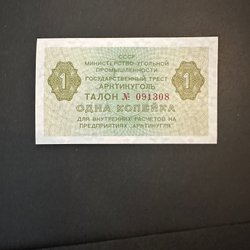 СССР
МИНИСТЕРСТВО УГОЛЬНОЙ
ПРОМЫШЛЕННОСТИ
ГОСУДАРСТВЕННЫЙ ТРЕСТ
АРКТИКУГОЛЬ
1 ТАЛОН № 091308 1
ОДНА КОПЕЙКА
ДЛЯ ВНУТРЕННИХ РАСЧЕТОВ НА
ПРЕДПРИЯТИЯХ „АРКТИКУГЛЯ"